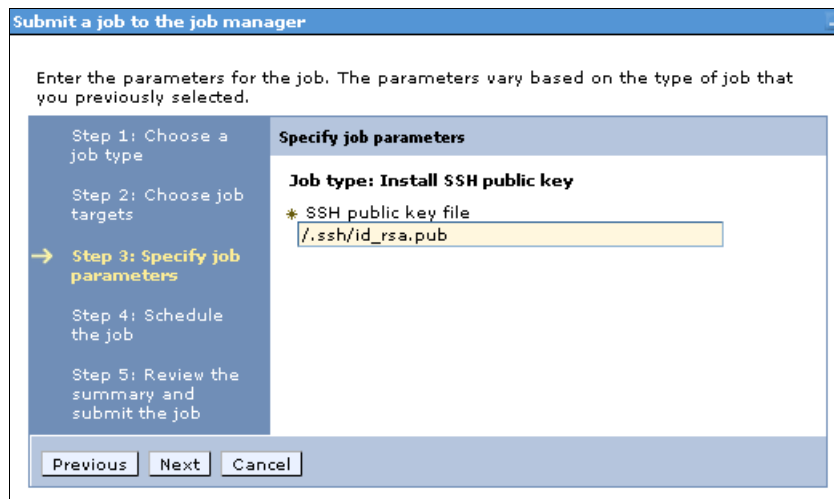 Submit a job to the job manager
Enter the parameters for the job. The parameters vary based on the type of job that
you previously selected.
Step 1: Choose a
job type
Step 2: Choose job
targets
Step 3: Specify job
parameters
Step 4: Schedule
the job
Step 5: Review the
summary and
submit the job
Specify job parameters
Job type: Install SSH public key
* SSH public key file
/.ssh/id_rsa.pub
Previous Next Cancel